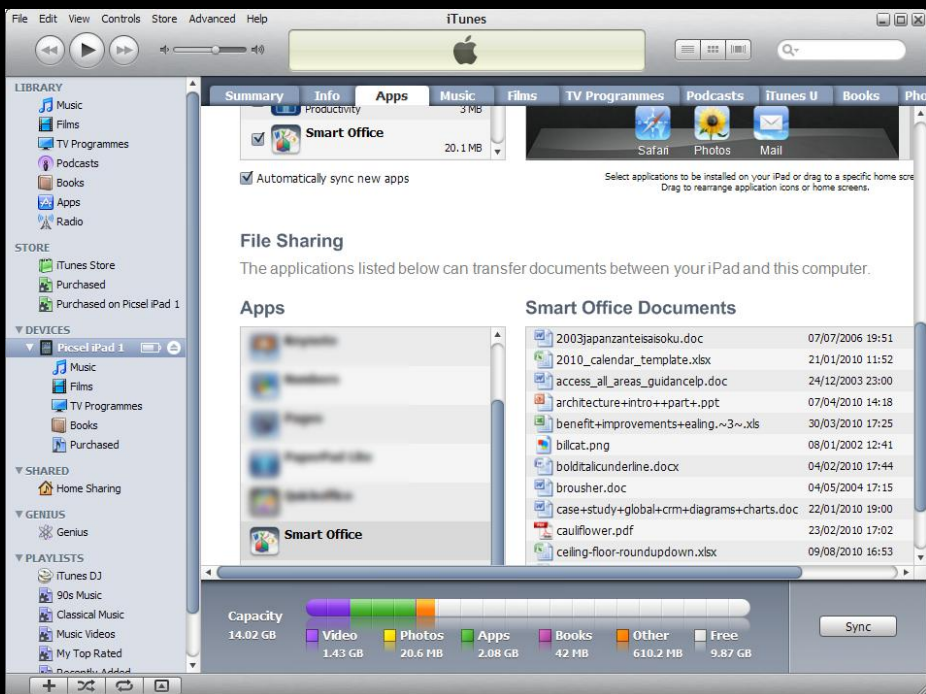 iTunes
File Edit View Controls Store Advanced Help
LIBRARY
Music
Films
TV Programmes
Podcasts
Books
Apps
Radio
STORE
iTunes Store
Purchased
Purchased on Picsel iPad 1
DEVICES
Picsel iPad 1
Music
Films
TV Programmes
Books
Purchased
SHARED
Home Sharing
GENIUS
Genius
PLAYLISTS
iTunes DJ
90s Music
Classical Music
Music Videos
My Top Rated
Recently Added
Summary Info Apps Music Films TV Programmes Podcasts iTunes U Books
Productivity 3 MB
Smart Office
20.1 MB
Automatically sync new apps
Safari Photos Mail
Select applications to be installed on your iPad or drag to a specific home scre
Drag to rearrange application icons or home screens.
File Sharing
The applications listed below can transfer documents between your iPad and this computer.
Apps
Smart Office
Smart Office Documents
2003japanzanteisaisoku.doc 07/07/2006 19:51
2010_calendar_template.xlsx 21/01/2010 11:52
access_all_areas_guidancelp.doc 24/12/2003 23:00
architecture+intro++part+.ppt 07/04/2010 14:18
benefit+improvements+ealing.~3~.xls 30/03/2010 17:25
billcat.png 08/01/2002 12:41
bolditalicunderline.docx 04/02/2010 17:44
brousher.doc 04/05/2004 17:15
case+study+global+crm+diagrams+charts.doc 22/01/2010 19:00
cauliflower.pdf 23/02/2010 17:02
ceiling-floor-roundupdown.xlsx 09/08/2010 16:53
Capacity
14.02 GB
Video Photos Apps Books Other Free
1.43 GB 20.6 MB 2.08 GB 42 MB 610.2 MB 9.87 GB
Sync